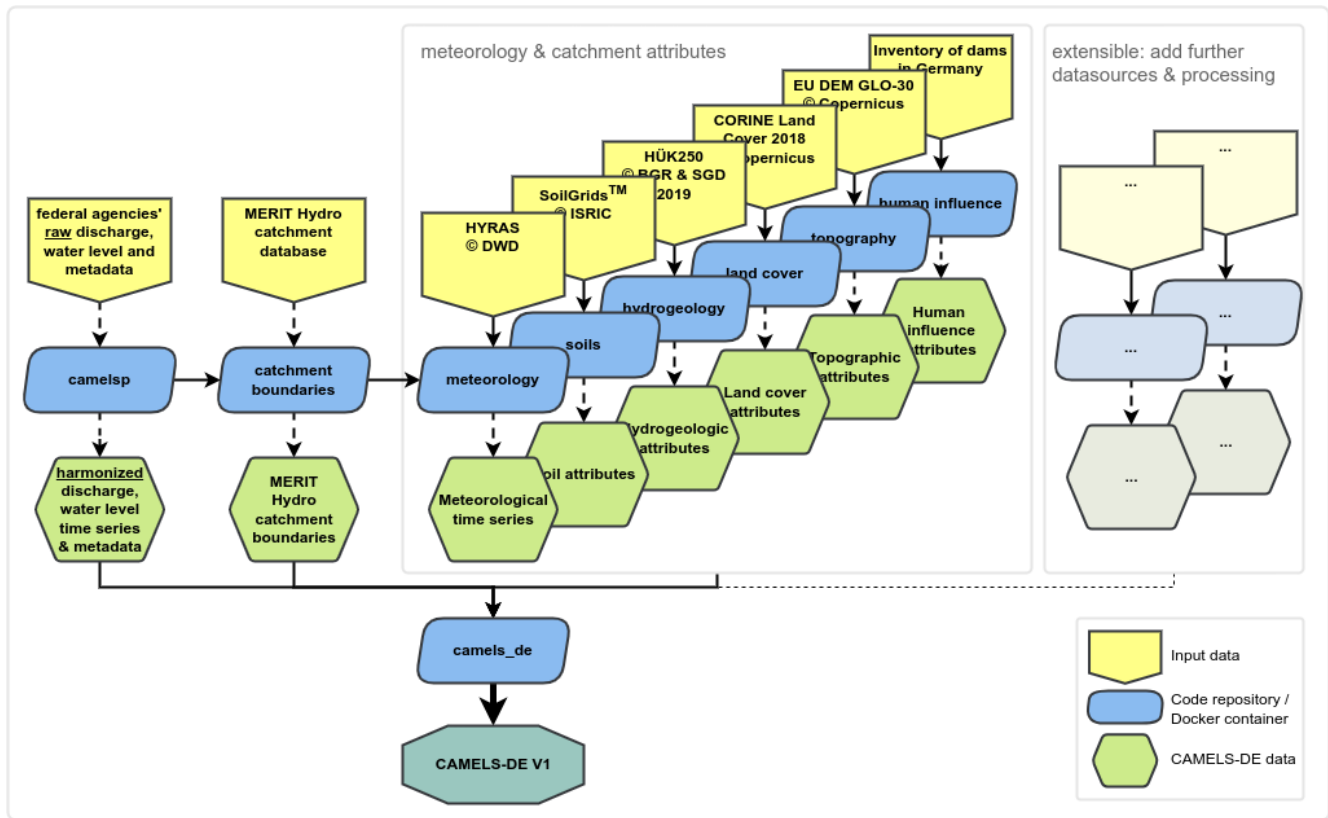 meteorology & catchment attributes
extensible: add further
datasources & processing
Inventory of dams
in Germany
EU DEM GLO-30
© Copernicus
CORINE Land
Cover 2018
opernicus
HÜK250
© BGR & SGD
2019
SoilGrids™
© ISRIC
HYRAS
© DWD
federal agencies'
raw discharge,
water level and
metadata
MERIT Hydro
catchment
database
...
...
human influence
topography
land cover
hydrogeology
soils
meteorology
camelsp
catchment
boundaries
...
...
Human
influence
attributes
Topographic
attributes
Land cover
attributes
ydrogeologic
attributes
oil attributes
Meteorological
time series
harmonized
discharge,
water level
time series
& metadata
MERIT
Hydro
catchment
boundaries
...
...
camels_de
CAMELS-DE V1
Input data
Code repository /
Docker container
CAMELS-DE data